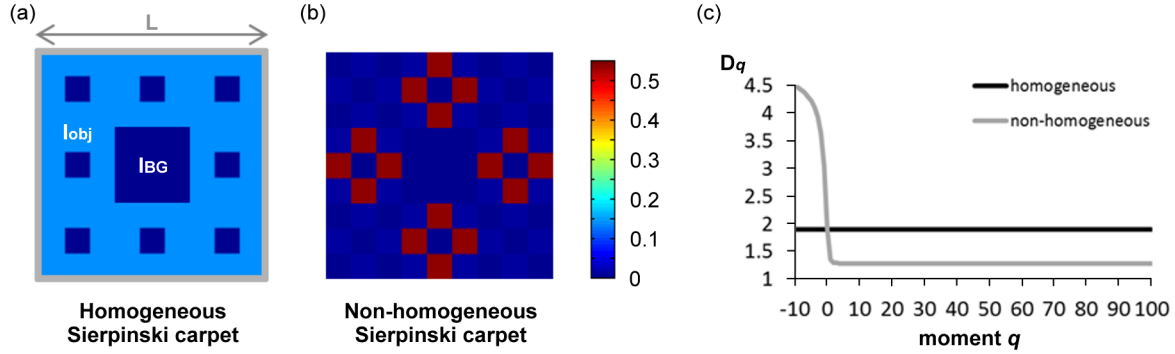 (a)
L
Iobj
IBG
Homogeneous
Sierpinski carpet
(b)
0.5
0.4
0.3
0.2
0.1
0
Non-homogeneous
Sierpinski carpet
(c)
Dq
4.5
4
3.5
3
2.5
2
1.5
1
homogeneous
non-homogeneous
-10 0 10 20 30 40 50 60 70 80 90 100
moment q